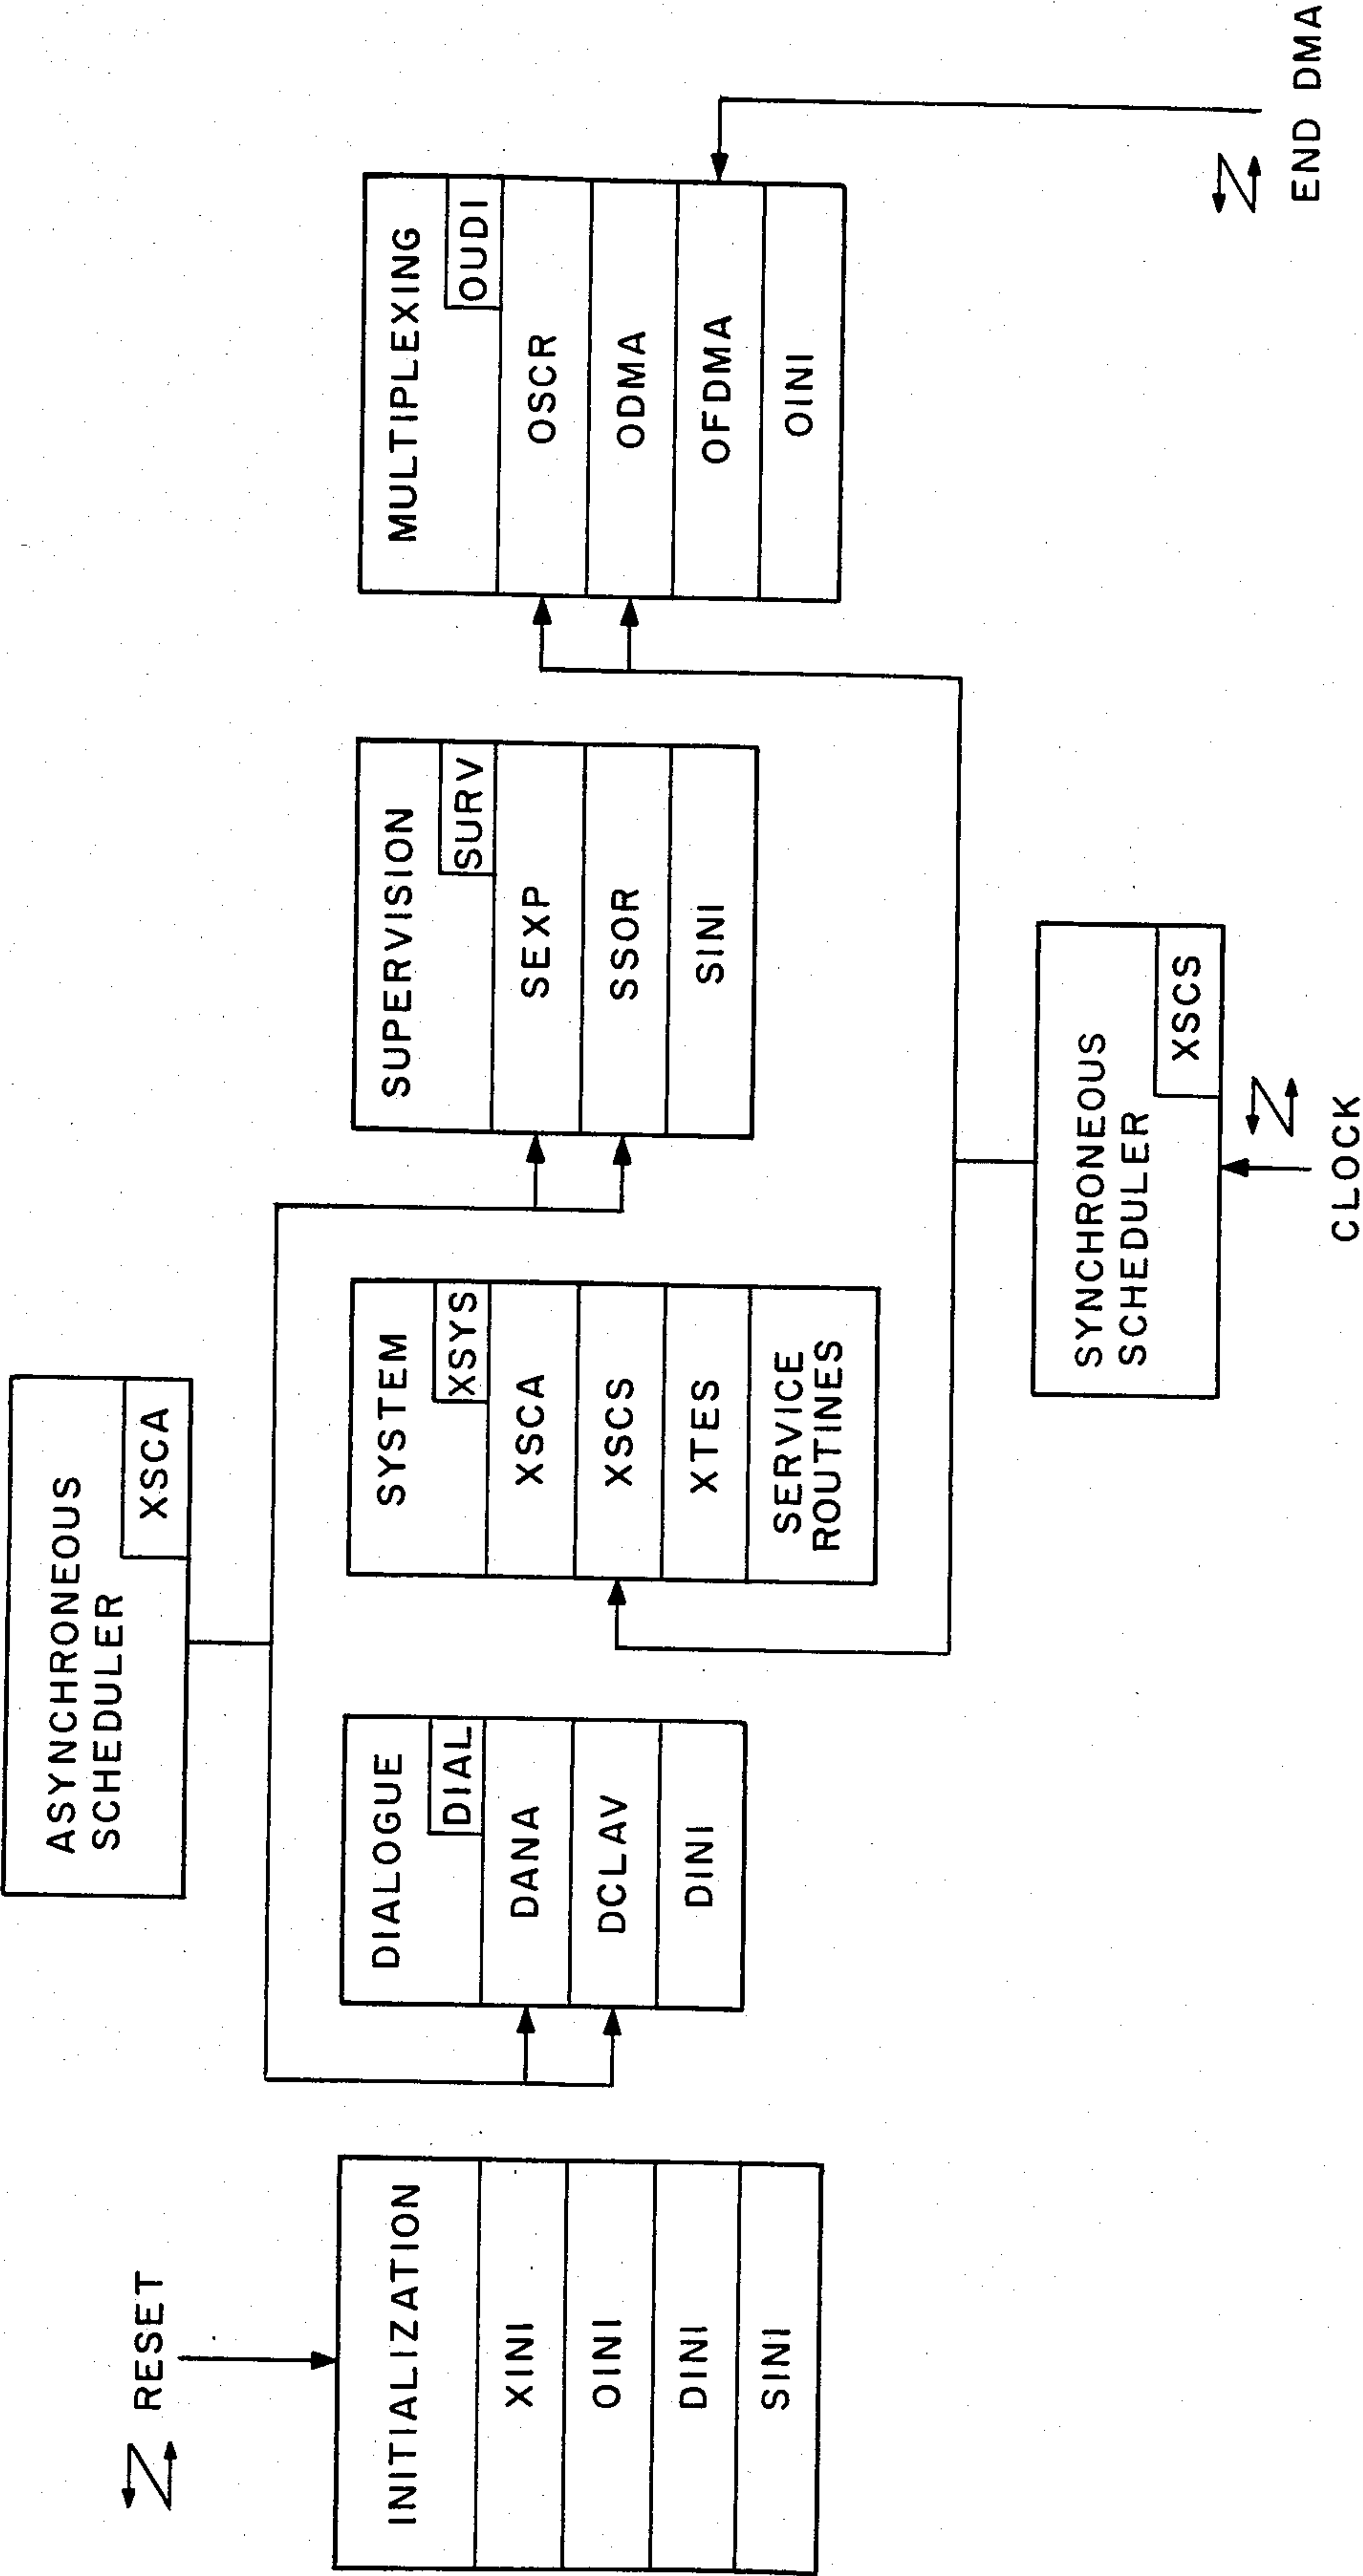 ASYNCHRONEOUS
SCHEDULER
XSCA
RESET
INITIALIZATION
XINI
OINI
DINI
SINI
DIALOGUE
DIAL
DANA
DCLAV
DINI
SYSTEM
XSYS
XSCA
XSCS
XTES
SERVICE
ROUTINES
SUPERVISION
SURV
SEXP
SSOR
SINI
MULTIPLEXING
OUDI
OSCR
ODMA
OFDMA
OINI
SYNCHRONEOUS
SCHEDULER
XSCS
CLOCK
END DMA